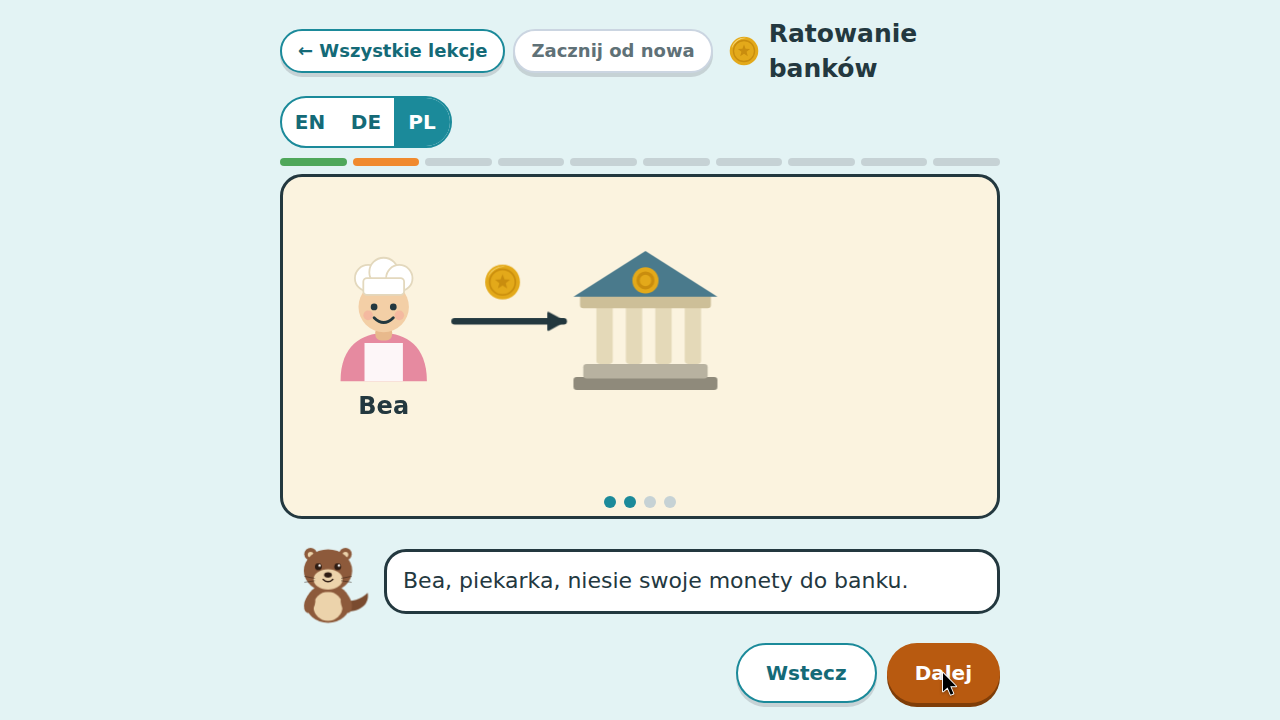 ← Wszystkie lekcje
Zacznij od nowa
Ratowanie
banków
EN DE PL
Bea
Bea, piekarka, niesie swoje monety do banku.
Wstecz
Dalej